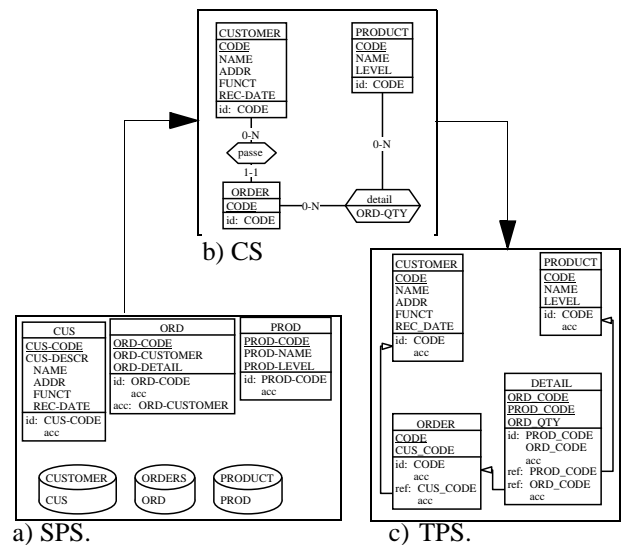 CUSTOMER
CODE
NAME
ADDR
FUNCT
REC-DATE
id: CODE
PRODUCT
CODE
NAME
LEVEL
id: CODE
0-N
passe
1-1
0-N
ORDER
CODE
id: CODE
0-N
detail
ORD-QTY
b) CS
CUS
CUS-CODE
CUS-DESCR
NAME
ADDR
FUNCT
REC-DATE
id: CUS-CODE
acc
ORD
ORD-CODE
ORD-CUSTOMER
ORD-DETAIL
id: ORD-CODE
acc
acc: ORD-CUSTOMER
PROD
PROD-CODE
PROD-NAME
PROD-LEVEL
id: PROD-CODE
acc
CUSTOMER
CUS
ORDERS
ORD
PRODUCT
PROD
a) SPS.
CUSTOMER
CODE
NAME
ADDR
FUNCT
REC_DATE
id: CODE
acc
PRODUCT
CODE
NAME
LEVEL
id: CODE
acc
ORDER
CODE
CUS_CODE
id: CODE
acc
ref: CUS_CODE
acc
DETAIL
ORD_CODE
PROD_CODE
ORD_QTY
id: PROD_CODE
ORD_CODE
acc
ref: PROD_CODE
ref: ORD_CODE
acc
c) TPS.